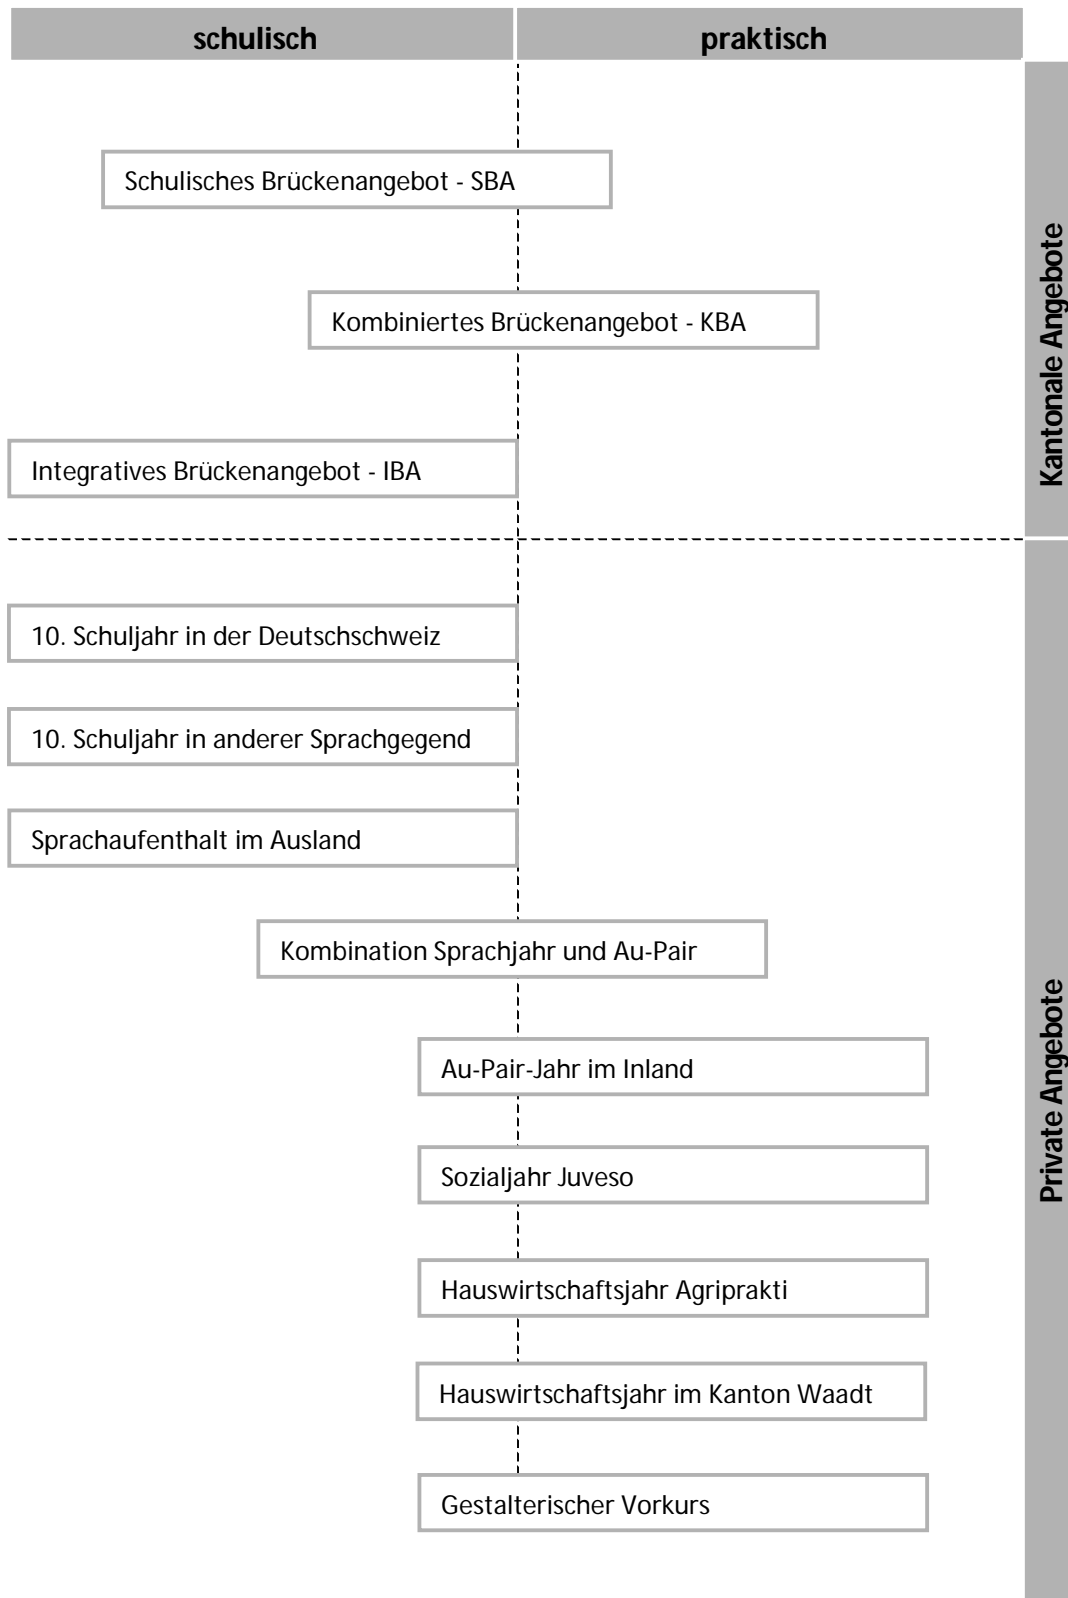 schulisch
praktisch
Kantonale Angebote
Schulisches Brückenangebot - SBA
Kombiniertes Brückenangebot - KBA
Integratives Brückenangebot - IBA
Private Angebote
10. Schuljahr in der Deutschschweiz
10. Schuljahr in anderer Sprachgegend
Sprachaufenthalt im Ausland
Kombination Sprachjahr und Au-Pair
Au-Pair-Jahr im Inland
Sozialjahr Juveso
Hauswirtschaftsjahr Agriprakti
Hauswirtschaftsjahr im Kanton Waadt
Gestalterischer Vorkurs